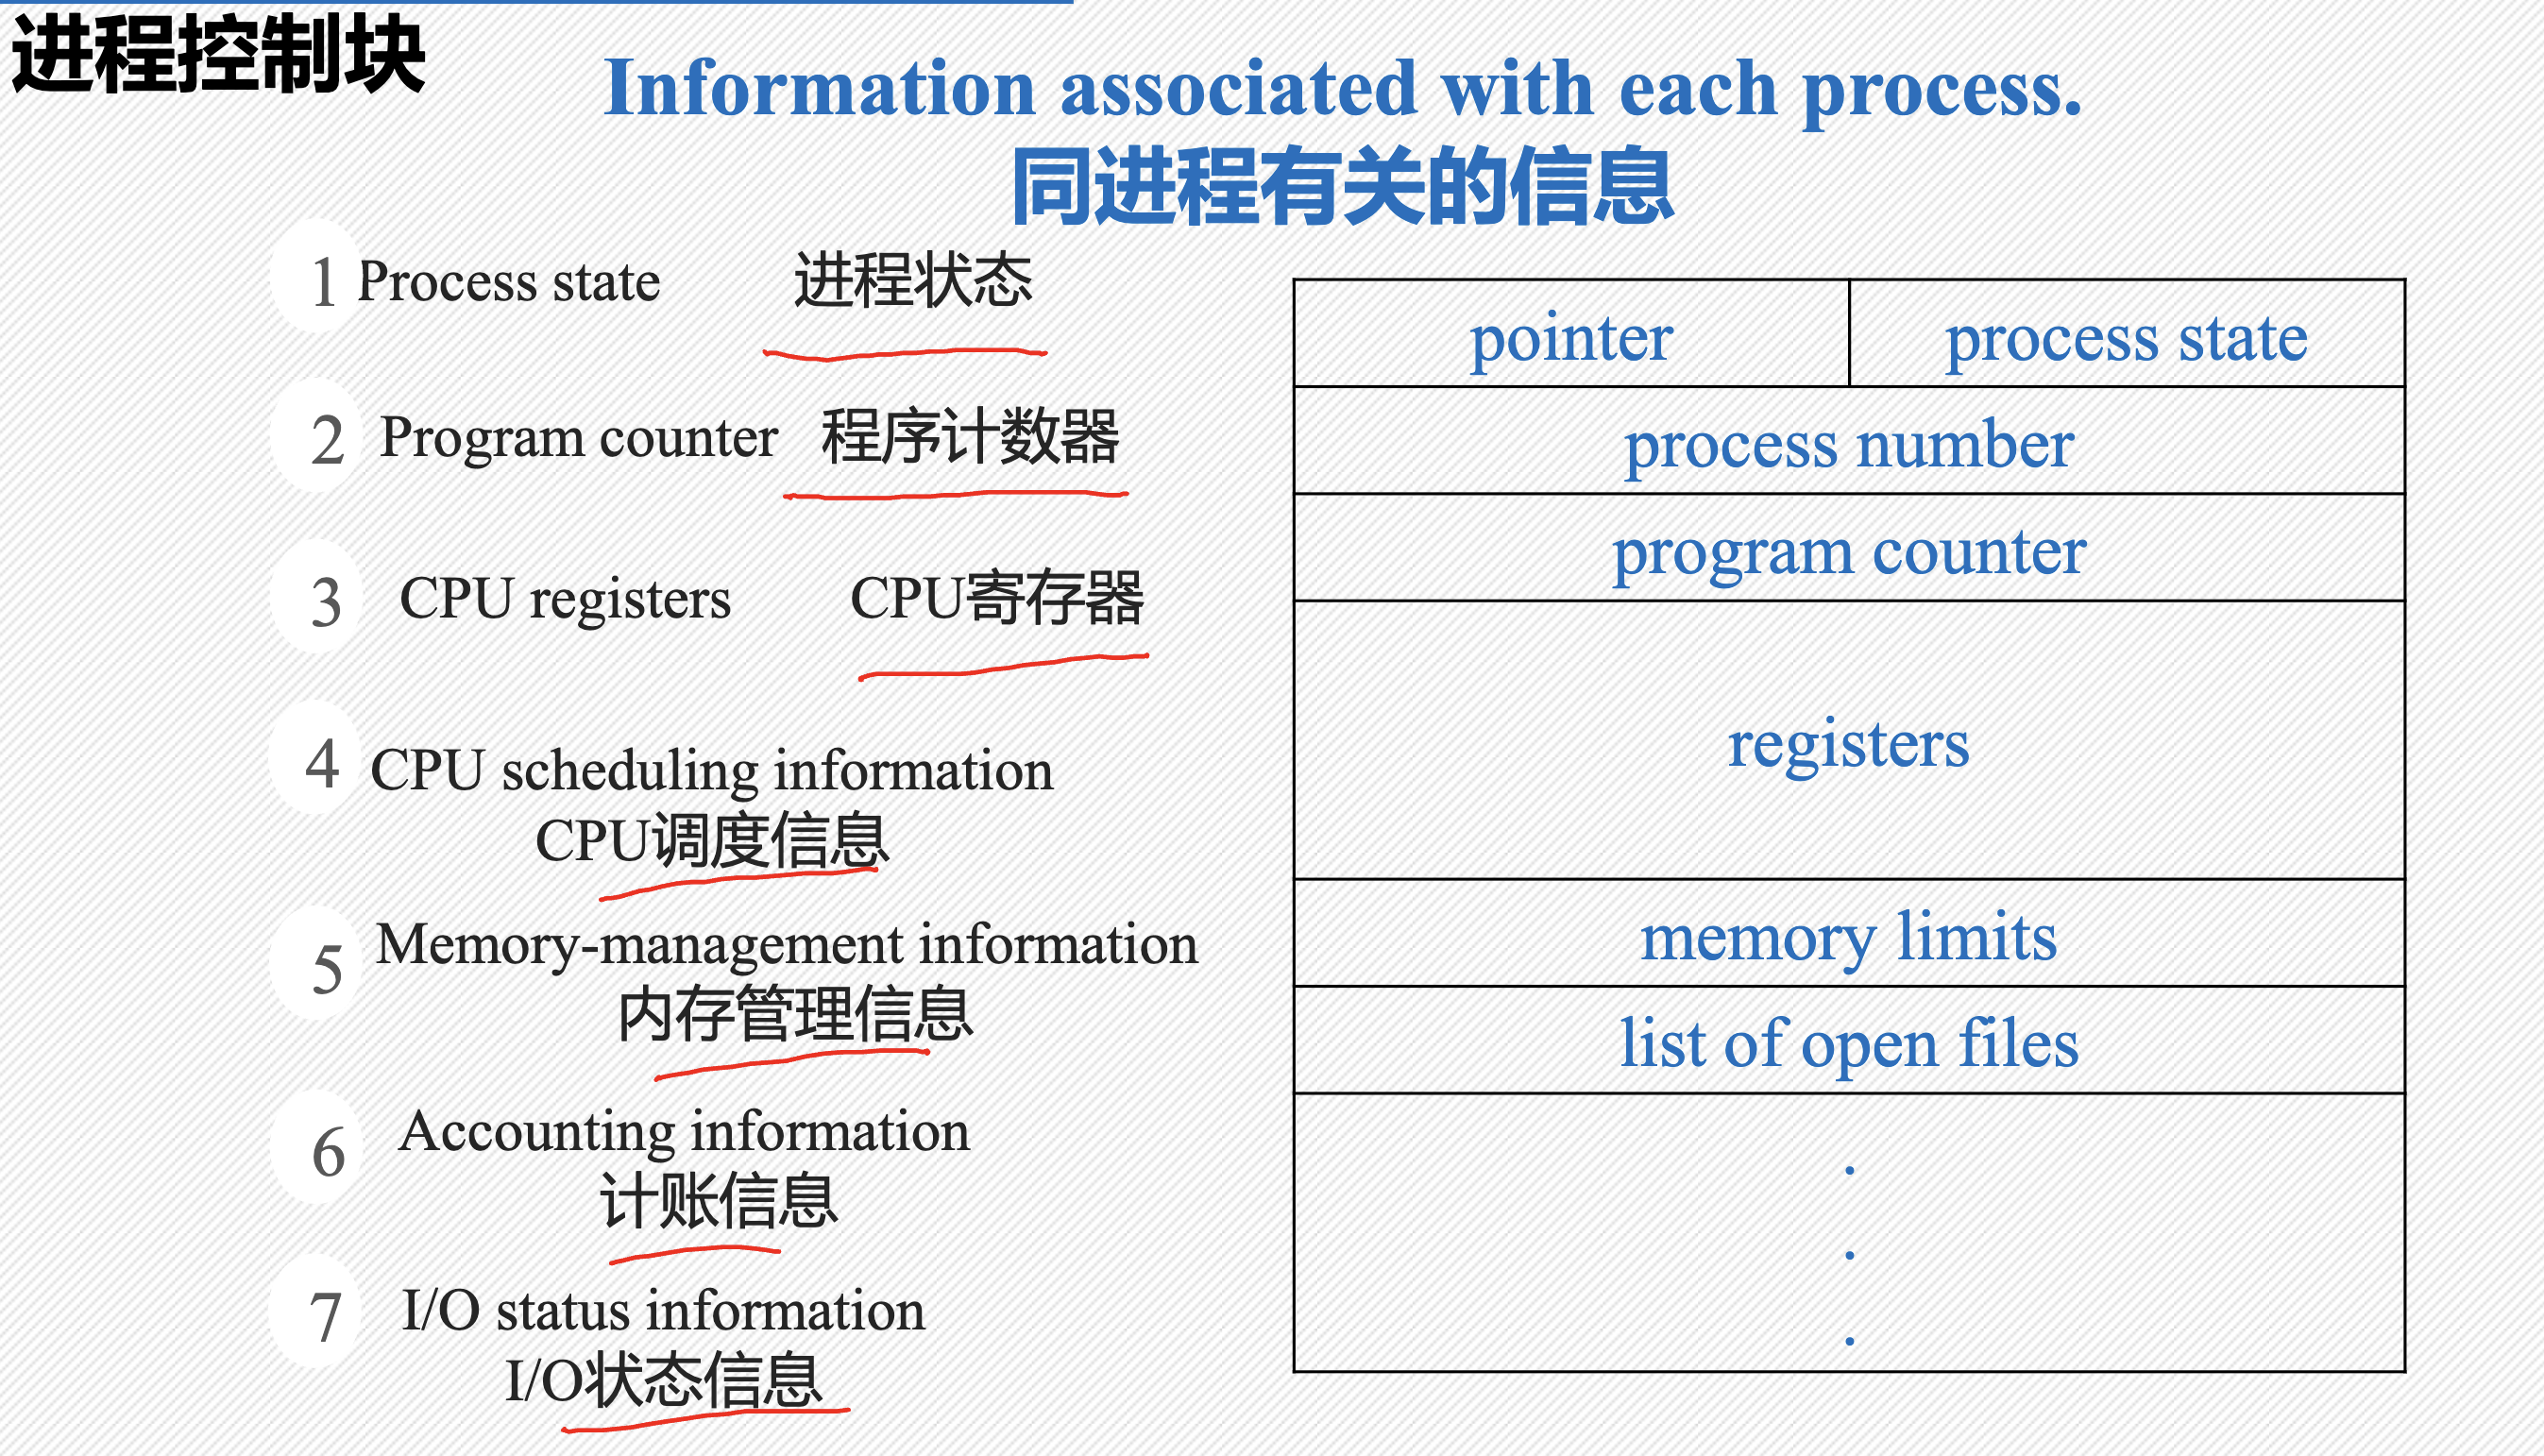 进程控制块
Information associated with each process.
同进程有关的信息
1 Process state 进程状态
2 Program counter 程序计数器
3 CPU registers CPU寄存器
4 CPU scheduling information
CPU调度信息
5 Memory-management information
内存管理信息
6 Accounting information
计账信息
7 I/O status information
I/O状态信息
pointer process state
process number
program counter
registers
memory limits
list of open files
.
.
.